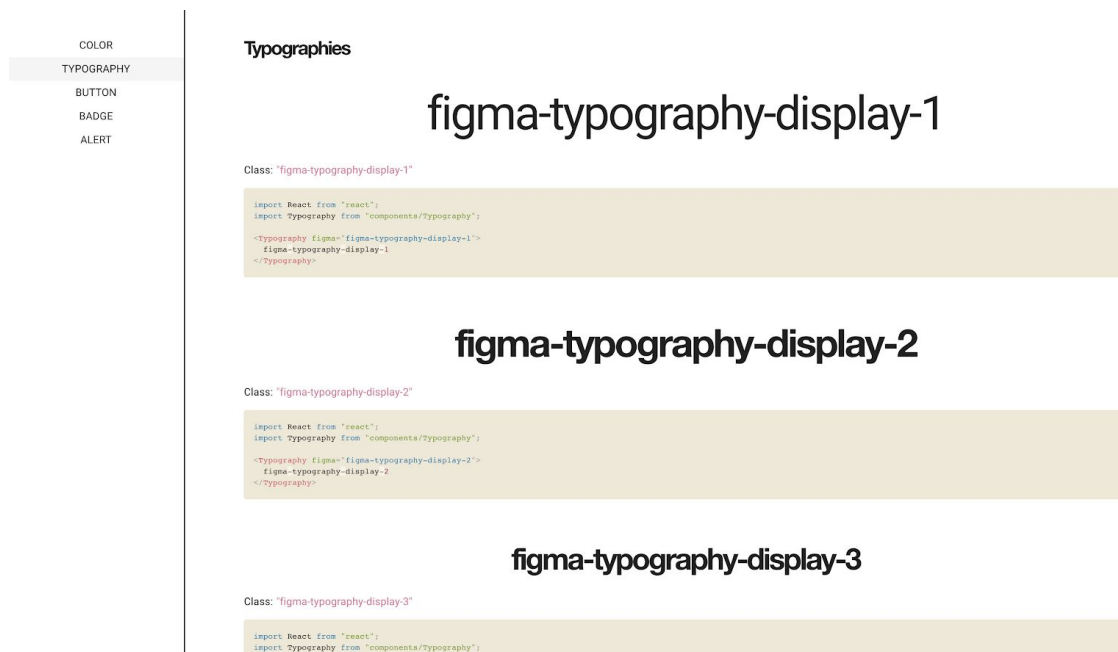 COLOR
TYPOGRAPHY
BUTTON
BADGE
ALERT
Typographies
figma-typography-display-1
Class: "figma-typography-display-1"
import React from "react";
import Typography from "components/Typography";
<Typography figma="figma-typography-display-1">
figma-typography-display-1
</Typography>
figma-typography-display-2
Class: "figma-typography-display-2"
import React from "react";
import Typography from "components/Typography";
<Typography figma="figma-typography-display-2">
figma-typography-display-2
</Typography>
figma-typography-display-3
Class: "figma-typography-display-3"
import React from "react";
import Typography from "components/Typography";